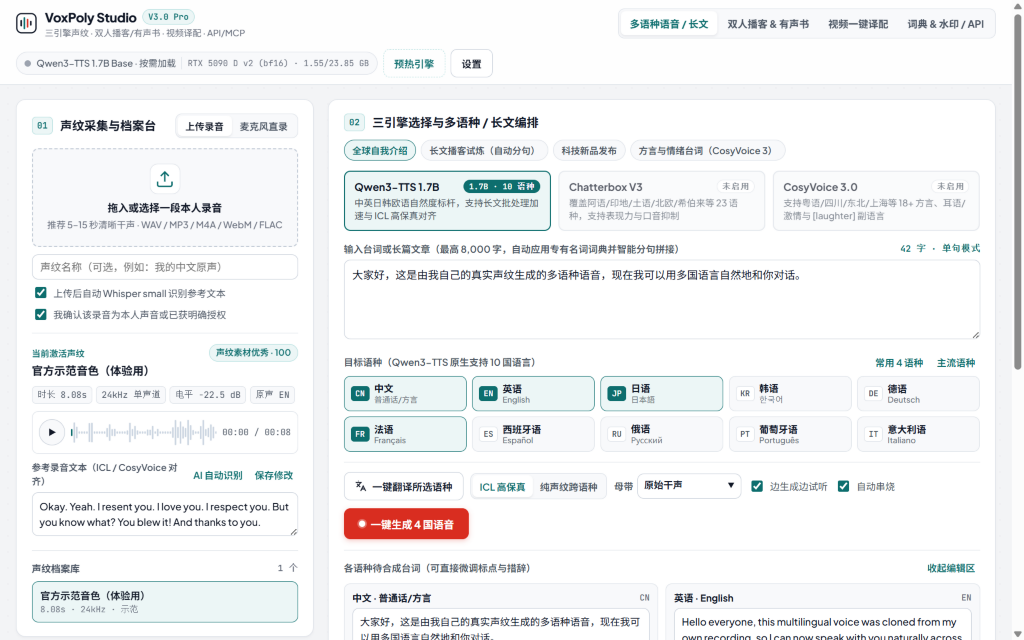 VoxPoly Studio V3.0 Pro
三引擎声纹 · 双人播客/有声书 · 视频译配 · API/MCP
多语种语音 / 长文 双人播客 & 有声书 视频一键译配 词典 & 水印 / API
Qwen3-TTS 1.7B Base · 按需加载 RTX 5090 D v2 (bf16) · 1.55/23.85 GB 预热引擎 设置
01 声纹采集与档案台 上传录音 麦克风直录
拖入或选择一段本人录音
推荐 5-15 秒清晰干声 · WAV / MP3 / M4A / WebM / FLAC
声纹名称（可选，例如：我的中文原声）
上传后自动 Whisper small 识别参考文本
我确认该录音为本人声音或已获明确授权
当前激活声纹 声纹素材优秀 · 100
官方示范音色（体验用）
时长 8.08s 24kHz 单声道 电平 -22.5 dB 原声 EN
00:00 / 00:08
参考录音文本（ICL / CosyVoice 对齐） AI 自动识别 保存修改
Okay. Yeah. I resent you. I love you. I respect you. But
you know what? You blew it! And thanks to you.
声纹档案库 1 个
官方示范音色（体验用）
8.08s · 24kHz · 示范
02 三引擎选择与多语种 / 长文编排
全球自我介绍 长文播客试炼（自动分句） 科技新品发布 方言与情绪台词（CosyVoice 3）
Qwen3-TTS 1.7B 1.7B · 10 语种
中英日韩欧语自然度标杆，支持长文批处理加
速与 ICL 高保真对齐
Chatterbox V3 未启用
覆盖阿语/印地/土语/北欧/希伯来等 23 语
种，支持表现力与口音抑制
CosyVoice 3.0 未启用
支持粤语/四川/东北/上海等 18+ 方言、耳语/
激情与 [laughter] 副语言
输入台词或长篇文章（最高 8,000 字，自动应用专有名词词典并智能分句拼接） 42 字 · 单句模式
大家好，这是由我自己的真实声纹生成的多语种语音，现在我可以用多国语言自然地和你对话。
目标语种（Qwen3-TTS 原生支持 10 国语言） 常用 4 语种 主流语种
CN 中文 普通话/方言
EN 英语 English
JP 日语 日本語
KR 韩语 한국어
DE 德语 Deutsch
FR 法语 Français
ES 西班牙语 Español
RU 俄语 Русский
PT 葡萄牙语 Português
IT 意大利语 Italiano
一键翻译所选语种 ICL 高保真 纯声纹跨语种 母带 原始干声 边生成边试听 自动串烧
一键生成 4 国语音
各语种待合成台词（可直接微调标点与措辞） 收起编辑区
中文 · 普通话/方言 CN
大家好，这是由我自己的真实声纹生成的多语种语音，现在我可
以用多国语言自然地和你对话。
英语 · English EN
Hello everyone, this multilingual voice was cloned from my
own recording, so I can now speak with you naturally across